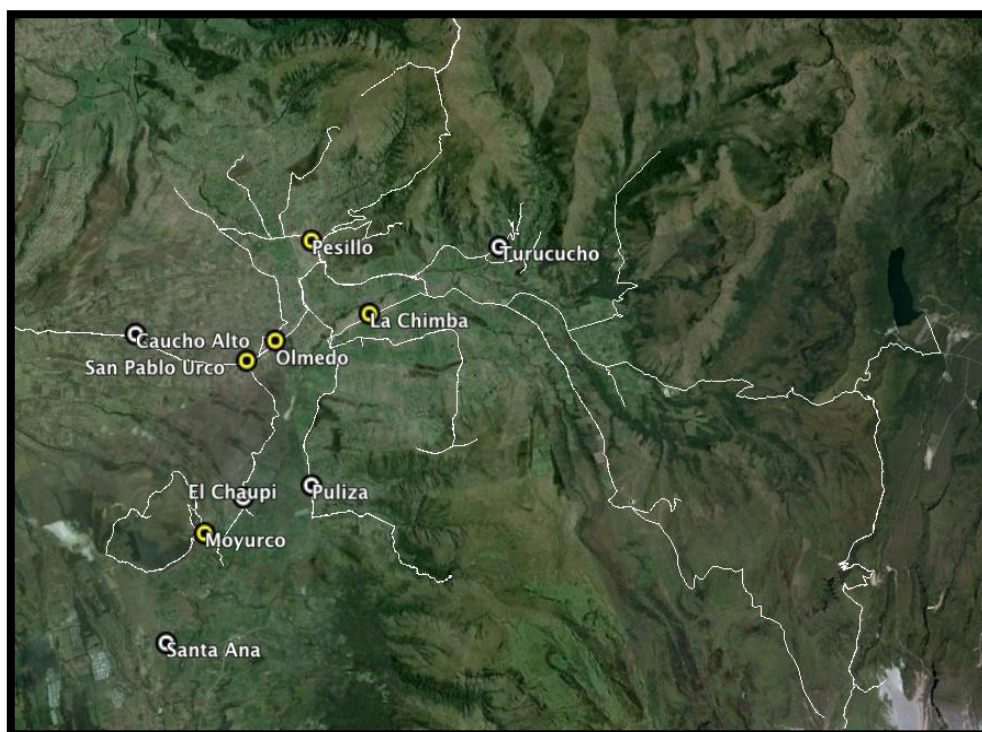 Pesillo
Turucucho
La Chimba
Caucho Alto
Olmedo
San Pablo Urco
El Chaupi
Puliza
Moyurco
Santa Ana